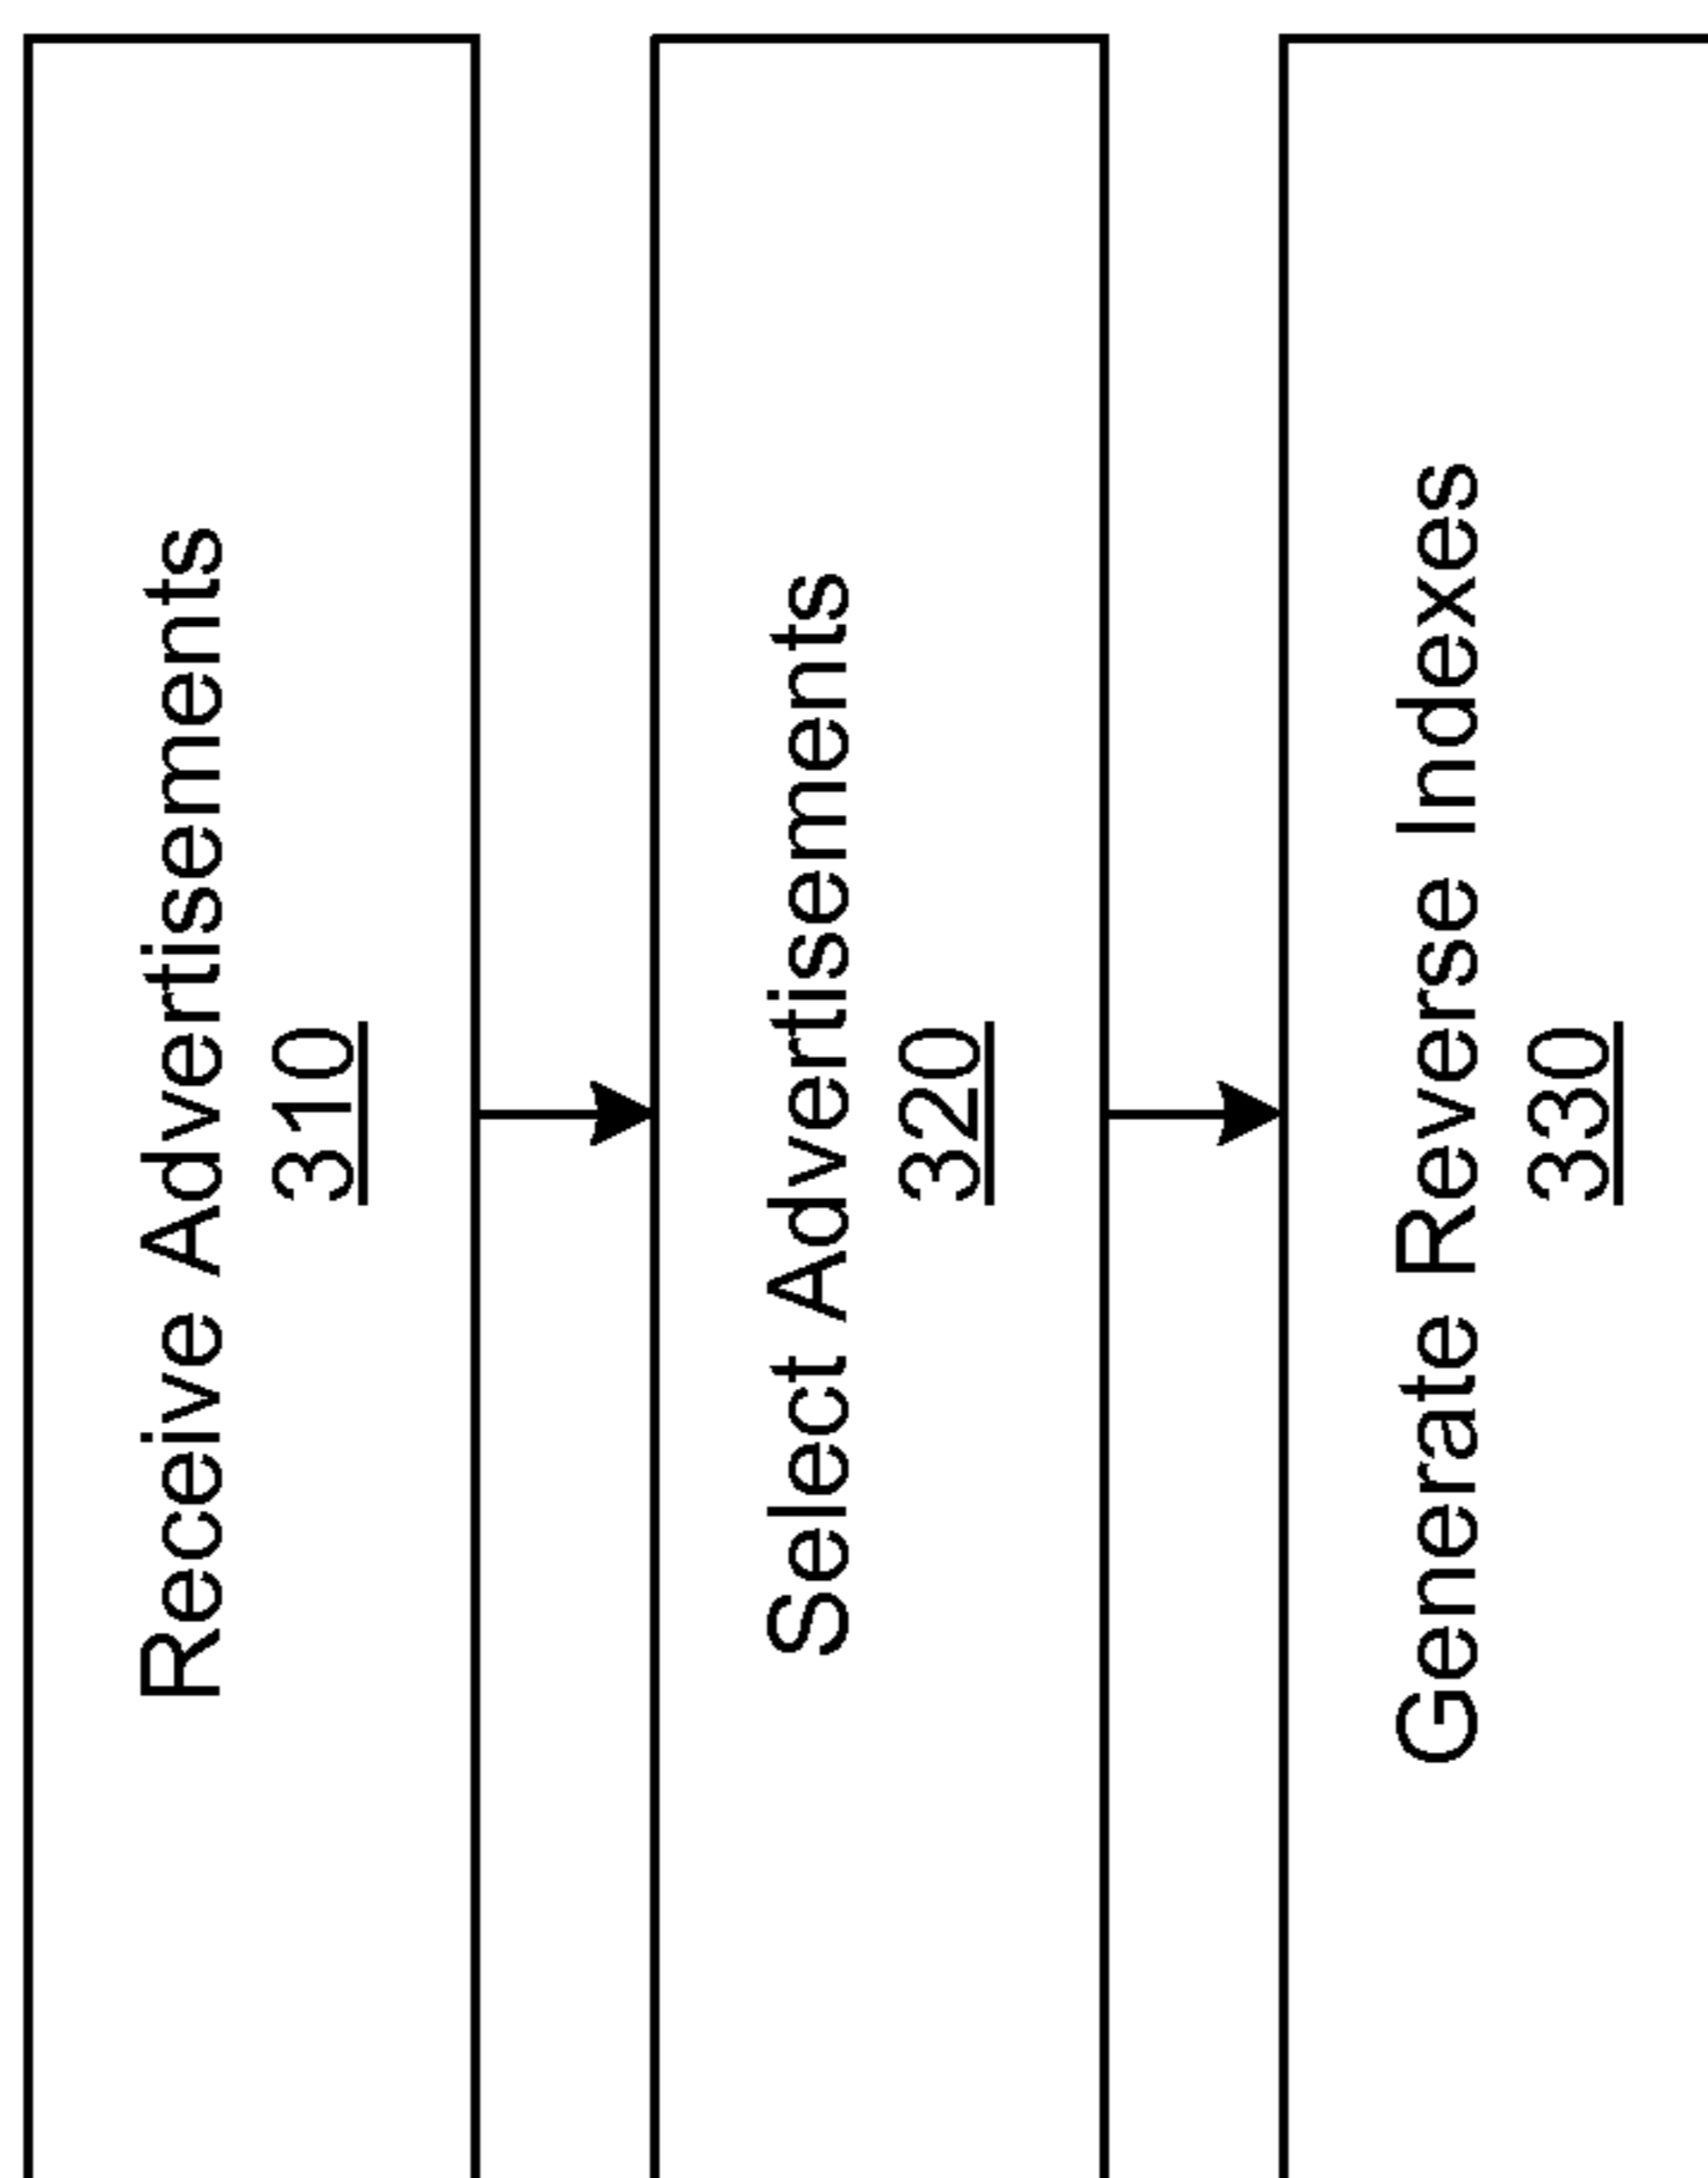 Receive Advertisements
310
Select Advertisements
320
Generate Reverse Indexes
330